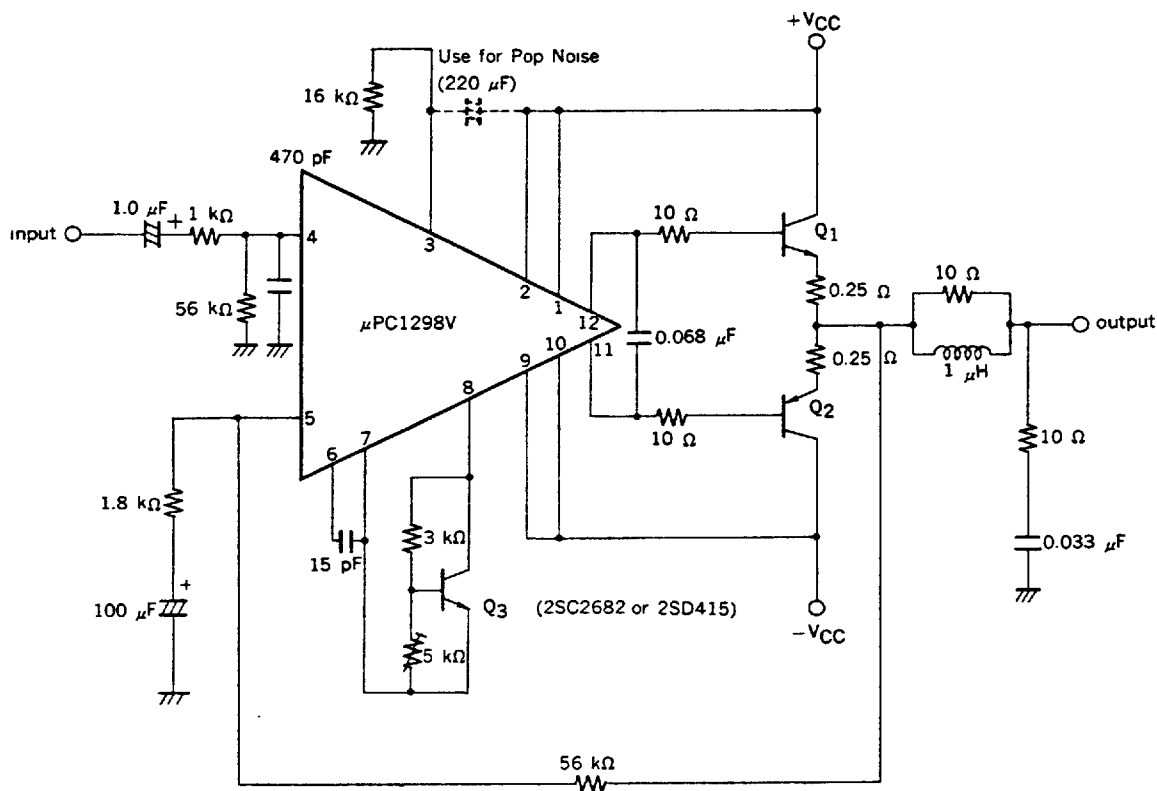 +VCC
Use for Pop Noise
(220 μF)
16 kΩ
470 pF
1.0 μF
+
1 kΩ
input
4
3
10 Ω
Q1
0.25 Ω
10 Ω
56 kΩ
μPC1298V
2
1
12
11
0.068 μF
output
10
9
0.25 Ω
1 μH
8
Q2
5
7
6
10 Ω
10 Ω
1.8 kΩ
3 kΩ
15 pF
0.033 μF
+
100 μF
Q3
(2SC2682 or 2SD415)
-VCC
5 kΩ
56 kΩ